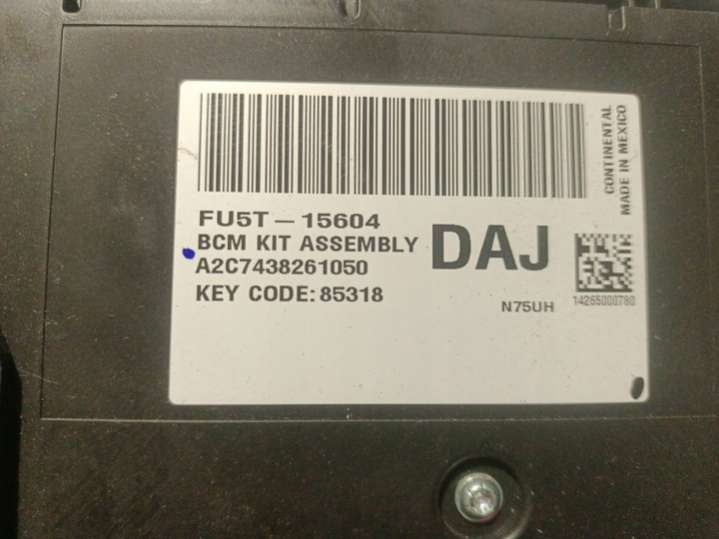 FU5T-15604
BCM KIT ASSEMBLY
DAJ
A2C7438261050
KEY CODE:85318
N75UH
14265000780
CONTINENTAL
MADE IN MEXICO